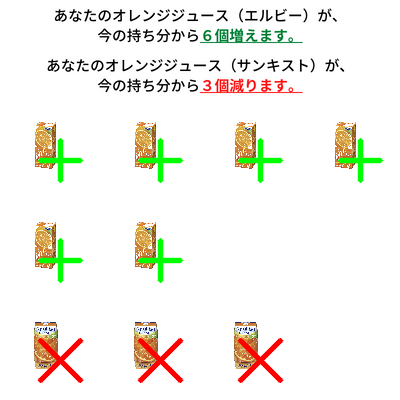 あなたのオレンジジュース（エルビー）が、
今の持ち分から６個増えます。
あなたのオレンジジュース（サンキスト）が、
今の持ち分から３個減ります。